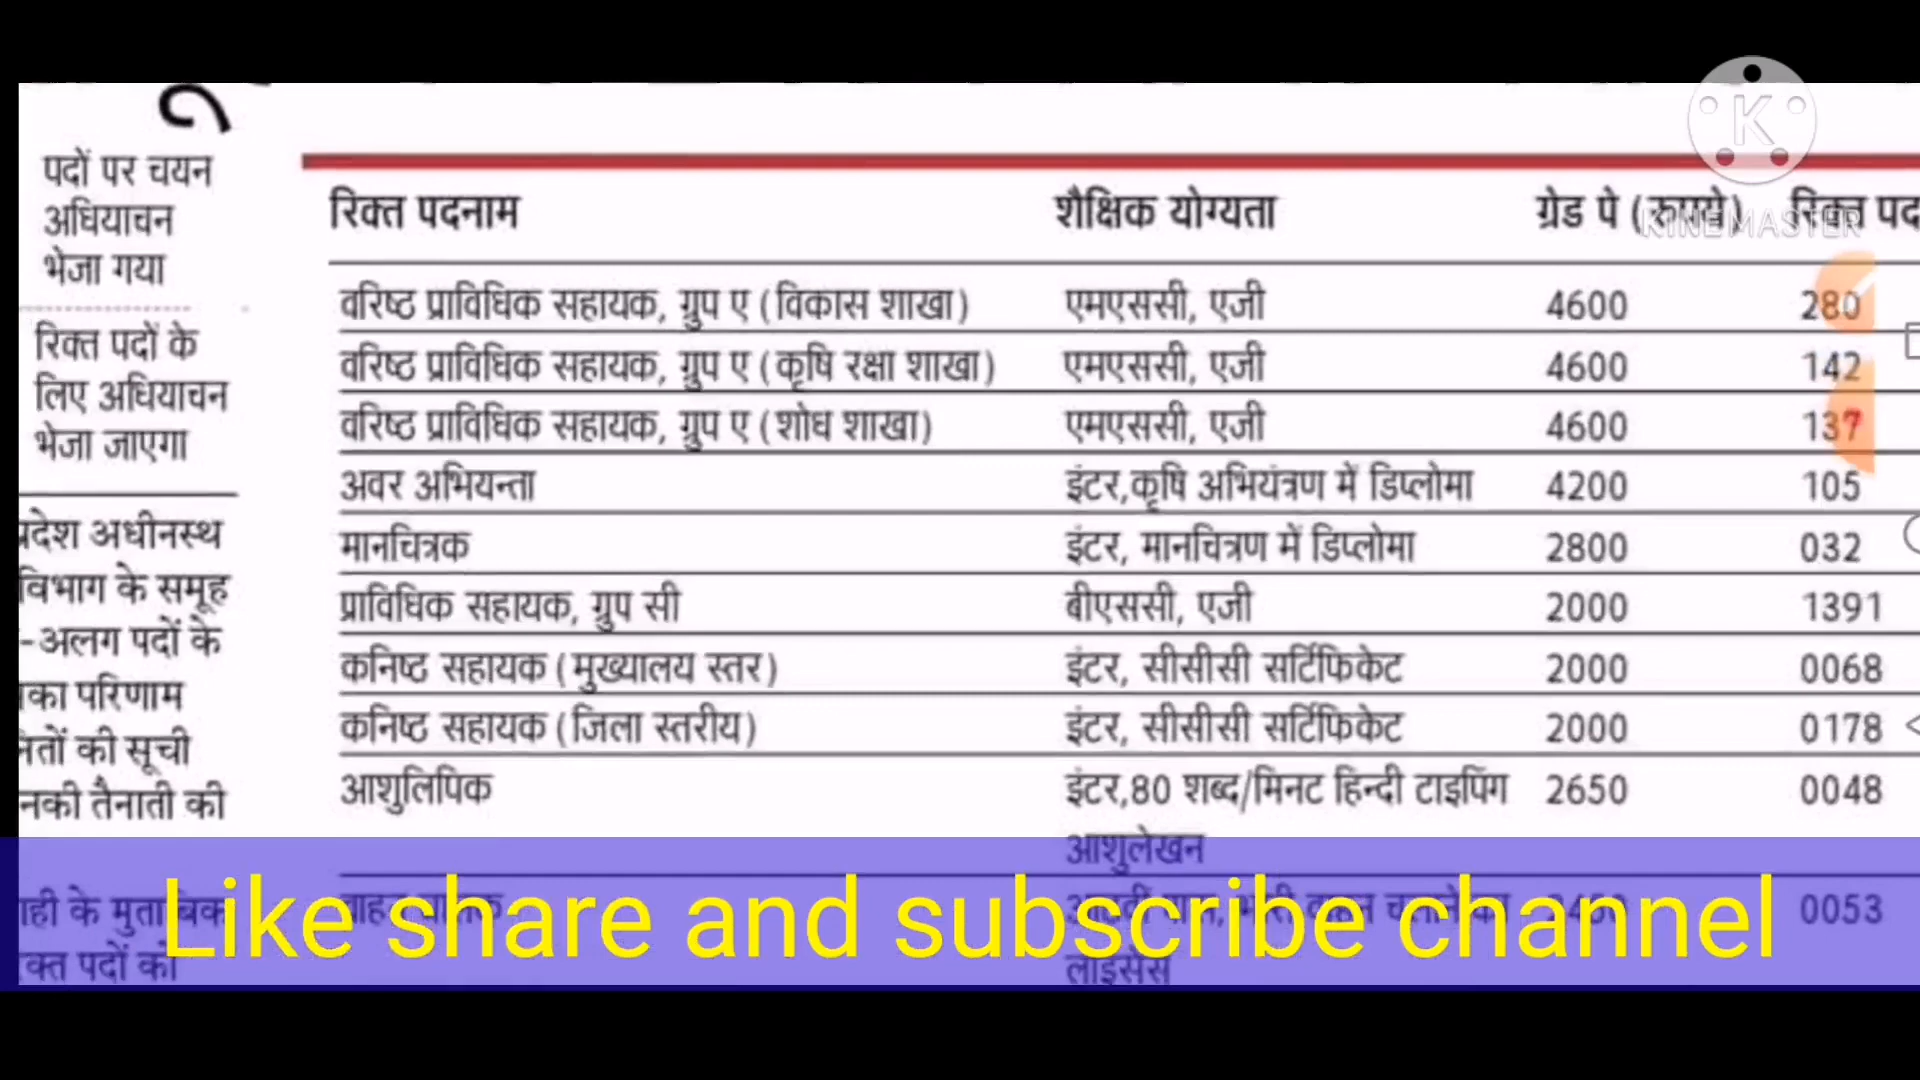 पदों पर चयन
अधियाचन
भेजा गया
रिक्त पदों के
लिए अधियाचन
भेजा जाएगा
प्रदेश अधीनस्थ
विभाग के समूह
-अलग पदों के
का परिणाम
की सूची
तैनाती की
के मुताबिक
पदों को
रिक्त पदनाम शैक्षिक योग्यता ग्रेड पे (रुपये) रिक्त पद
वरिष्ट प्राविधिक सहायक, ग्रुप ए (विकास शाखा) एमएससी, एजी 4600 280
वरिष्ट प्राविधिक सहायक, ग्रुप ए (कृषि रक्षा शाखा) एमएससी, एजी 4600 142
वरिष्ट प्राविधिक सहायक, ग्रुप ए (शोध शाखा) एमएससी, एजी 4600 137
अवर अभियन्ता इंटर,कृषि अभियंत्रण में डिप्लोमा 4200 105
मानचित्रक इंटर, मानचित्रण में डिप्लोमा 2800 032
प्राविधिक सहायक, ग्रुप सी बीएससी, एजी 2000 1391
कनिष्ट सहायक (मुख्यालय स्तर) इंटर, सीसीसी सर्टिफिकेट 2000 0068
कनिष्ट सहायक (जिला स्तरीय) इंटर, सीसीसी सर्टिफिकेट 2000 0178
आशुलिपिक इंटर,80 शब्द/मिनट हिन्दी टाइपिंग 2650 0048
आशुलेखन
0053
लाइसेंस
Like share and subscribe channel
K
KINEMASTER